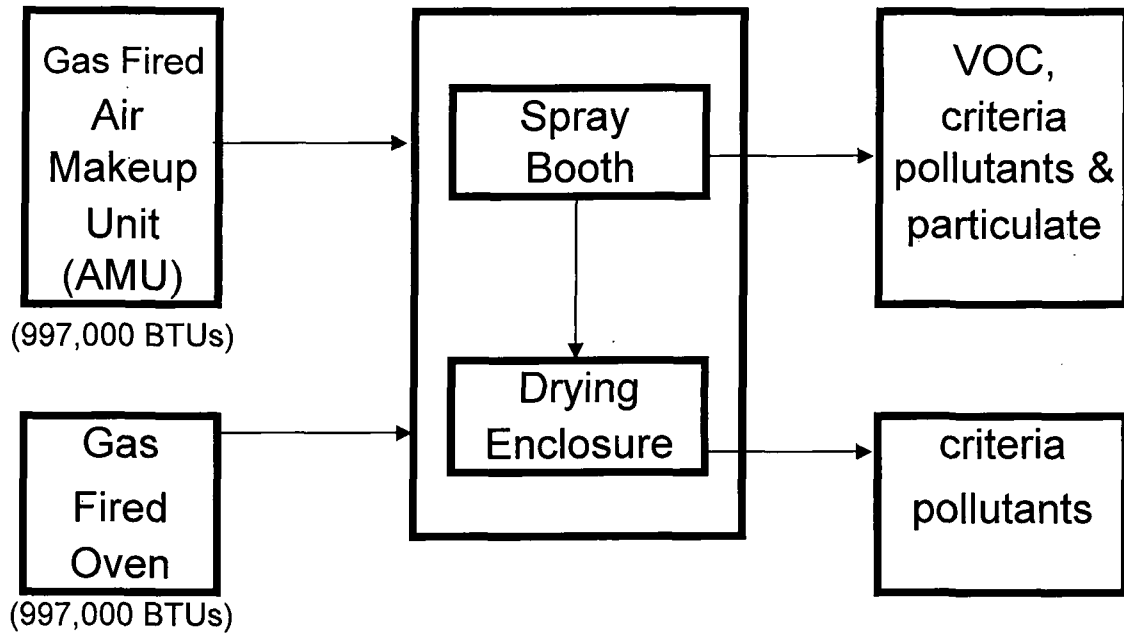 Gas Fired
Air
Makeup
Unit
(AMU)
(997,000 BTUs)
Gas
Fired
Oven
(997,000 BTUs)
Spray
Booth
Drying
Enclosure
VOC,
criteria
pollutants &
particulate
criteria
pollutants